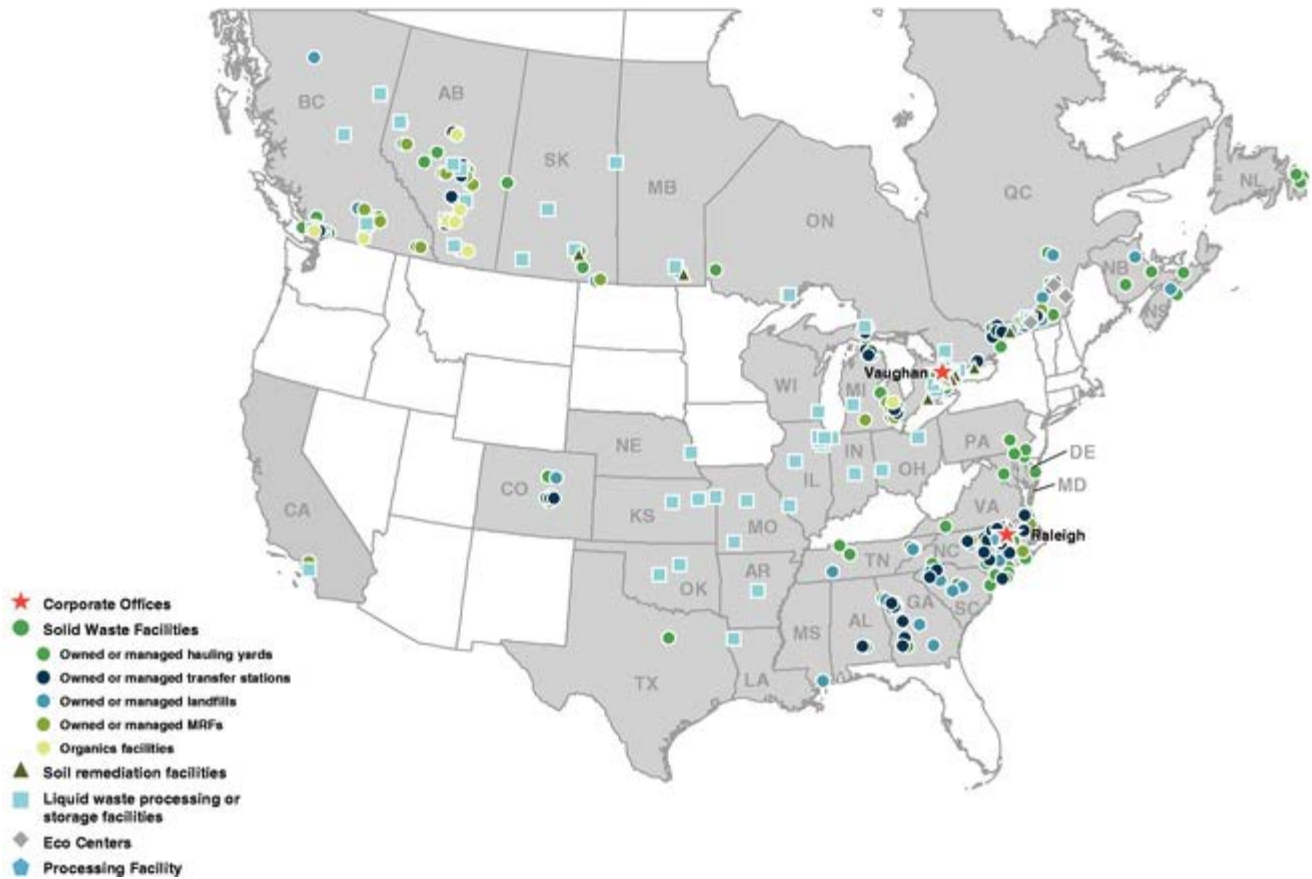 BC
AB
SK
MB
ON
QC
NL
NB
NS
Vaughan
WI
MI
PA
DE
MD
NE
IN
OH
IL
CO
VA
CA
KS
MO
Raleigh
TN
NC
OK
AR
SC
GA
AL
MS
TX
LA
Corporate Offices
Solid Waste Facilities
Owned or managed hauling yards
Owned or managed transfer stations
Owned or managed landfills
Owned or managed MRFs
Organics facilities
Soil remediation facilities
Liquid waste processing or
storage facilities
Eco Centers
Processing Facility